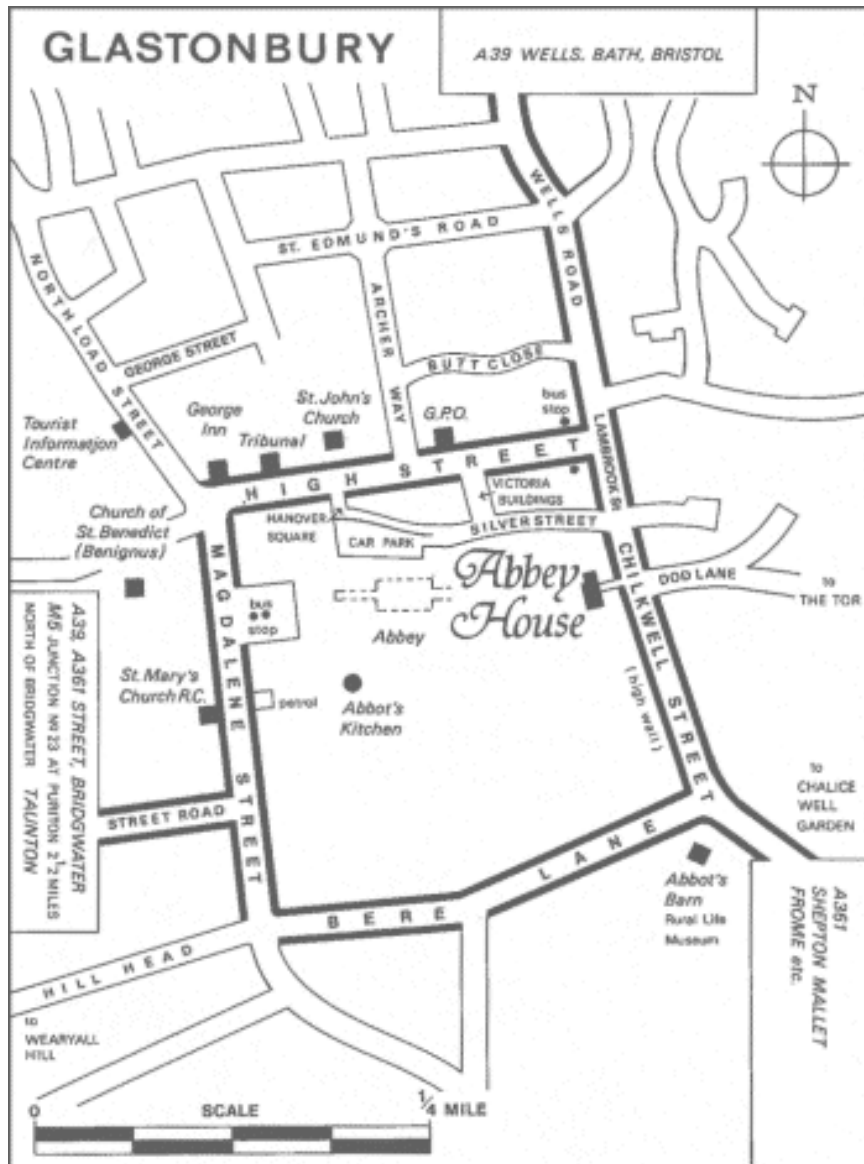 GLASTONBURY
A39 WELLS. BATH, BRISTOL
N
WELLS ROAD
ST. EDMUND'S ROAD
NORTH LOAD STREET
ARCHER WAY
GEORGE STREET
BUTT CLOSE
Tourist
Information
Centre
George
Inn
Tribunal
St. John's
Church
G.P.O.
bus
stop
LAMBROOK St
HIGH STREET
VICTORIA
BUILDINGS
HANOVER
SQUARE
CAR PARK
SILVER STREET
Church of
St. Benedict
(Benignus)
MAGDALENE STREET
bus
stop
Abbey
Abbey
House
DOD LANE
to
THE TOR
CHILKWELL STREET
(high wall)
St. Mary's
Church R.C.
petrol
Abbot's
Kitchen
A39, A361 STREET, BRIDGWATER
M5 JUNCTION Nº 23 AT PURITON 2½ MILES
NORTH OF BRIDGWATER TAUNTON
STREET ROAD
to
CHALICE
WELL
GARDEN
BERE LANE
Abbot's
Barn
Rural Life
Museum
A361
SHEPTON MALLET
FROME etc.
HILL HEAD
to
WEARYALL
HILL
0 SCALE ¼ MILE